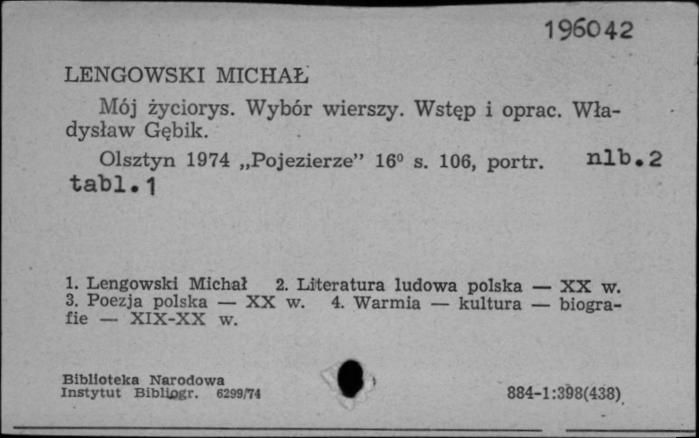 196042
LENGOWSKI MICHAŁ
Mój życiorys. Wybór wierszy. Wstęp i oprac. Wła-
dysław Gębik.
Olsztyn 1974 „Pojezierze” 16⁰ s. 106, portr. nlb.2
tabl.1
1. Lengowski Michał 2. Literatura ludowa polska — XX w.
3. Poezja polska — XX w. 4. Warmia — kultura — biogra-
fie — XIX-XX w.
Biblioteka Narodowa
Instytut Bibliogr. 6299/74
884-1:398(438)